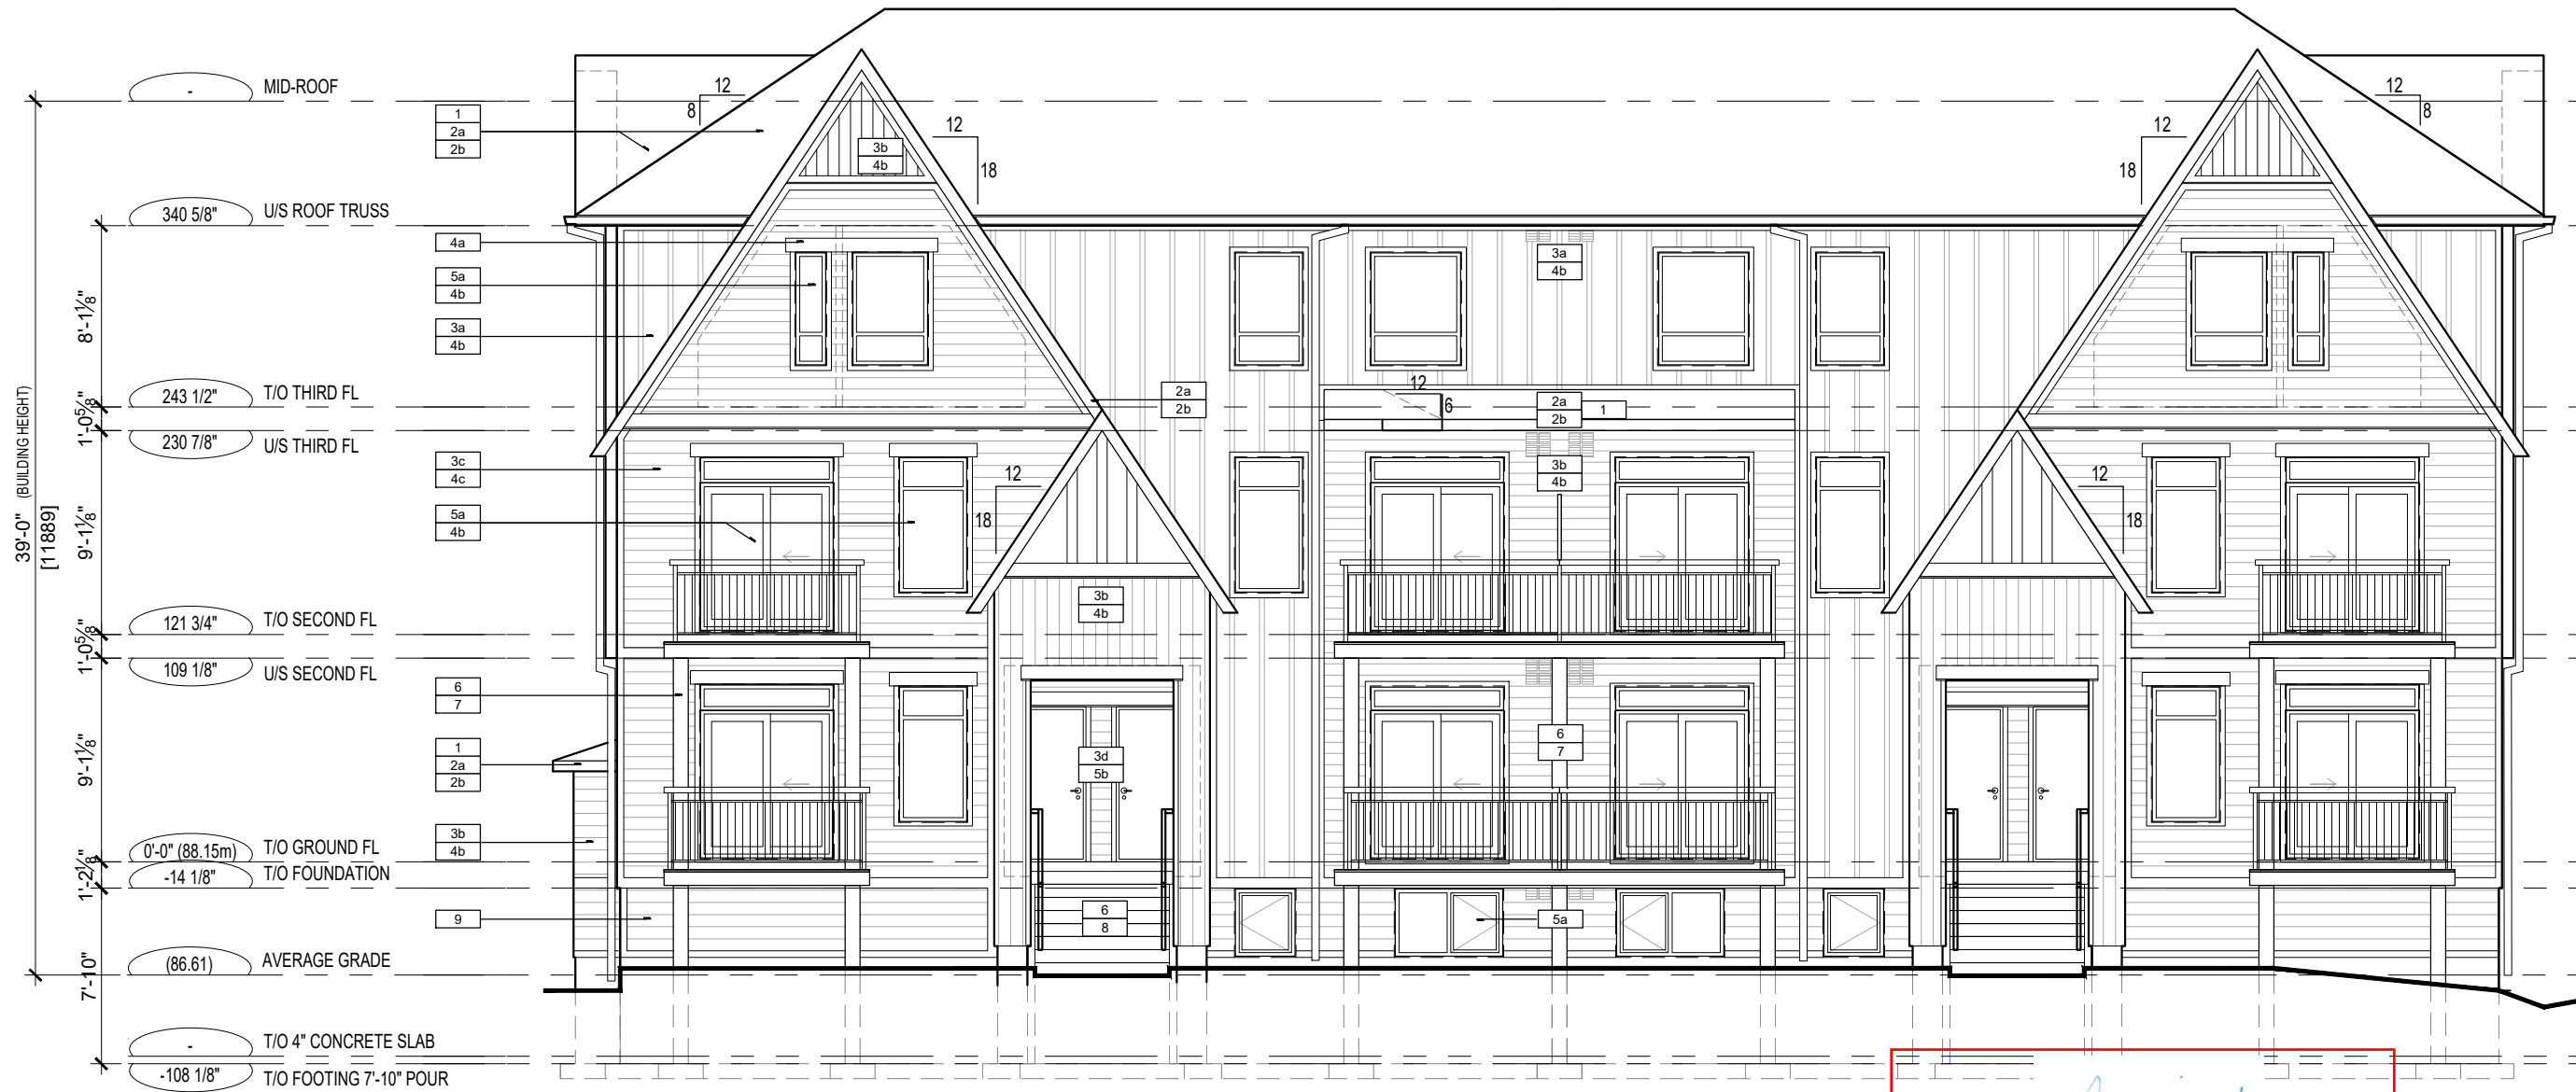 MID-ROOF
-
12
8
12
8
1
2a
2b
12
18
12
18
3b
4b
340 5/8"
U/S ROOF TRUSS
4a
5a
4b
3a
4b
3a
4b
8'-1 1/8"
243 1/2"
T/O THIRD FL
1'-0 5/8"
230 7/8"
U/S THIRD FL
2a
2b
12
6
2a
2b
1
39'-0" (BUILDING HEIGHT)
[11889]
3c
4c
3b
4b
12
18
12
18
5a
4b
9'-1 1/8"
3b
4b
121 3/4"
T/O SECOND FL
1'-0 5/8"
109 1/8"
U/S SECOND FL
6
7
6
7
1
2a
2b
3d
5b
9'-1 1/8"
3b
4b
0'-0" (88.15m)
T/O GROUND FL
1'-2 1/8"
-14 1/8"
T/O FOUNDATION
9
6
8
5a
(86.61)
AVERAGE GRADE
7'-10"
-
T/O 4" CONCRETE SLAB
-108 1/8"
T/O FOOTING 7'-10" POUR